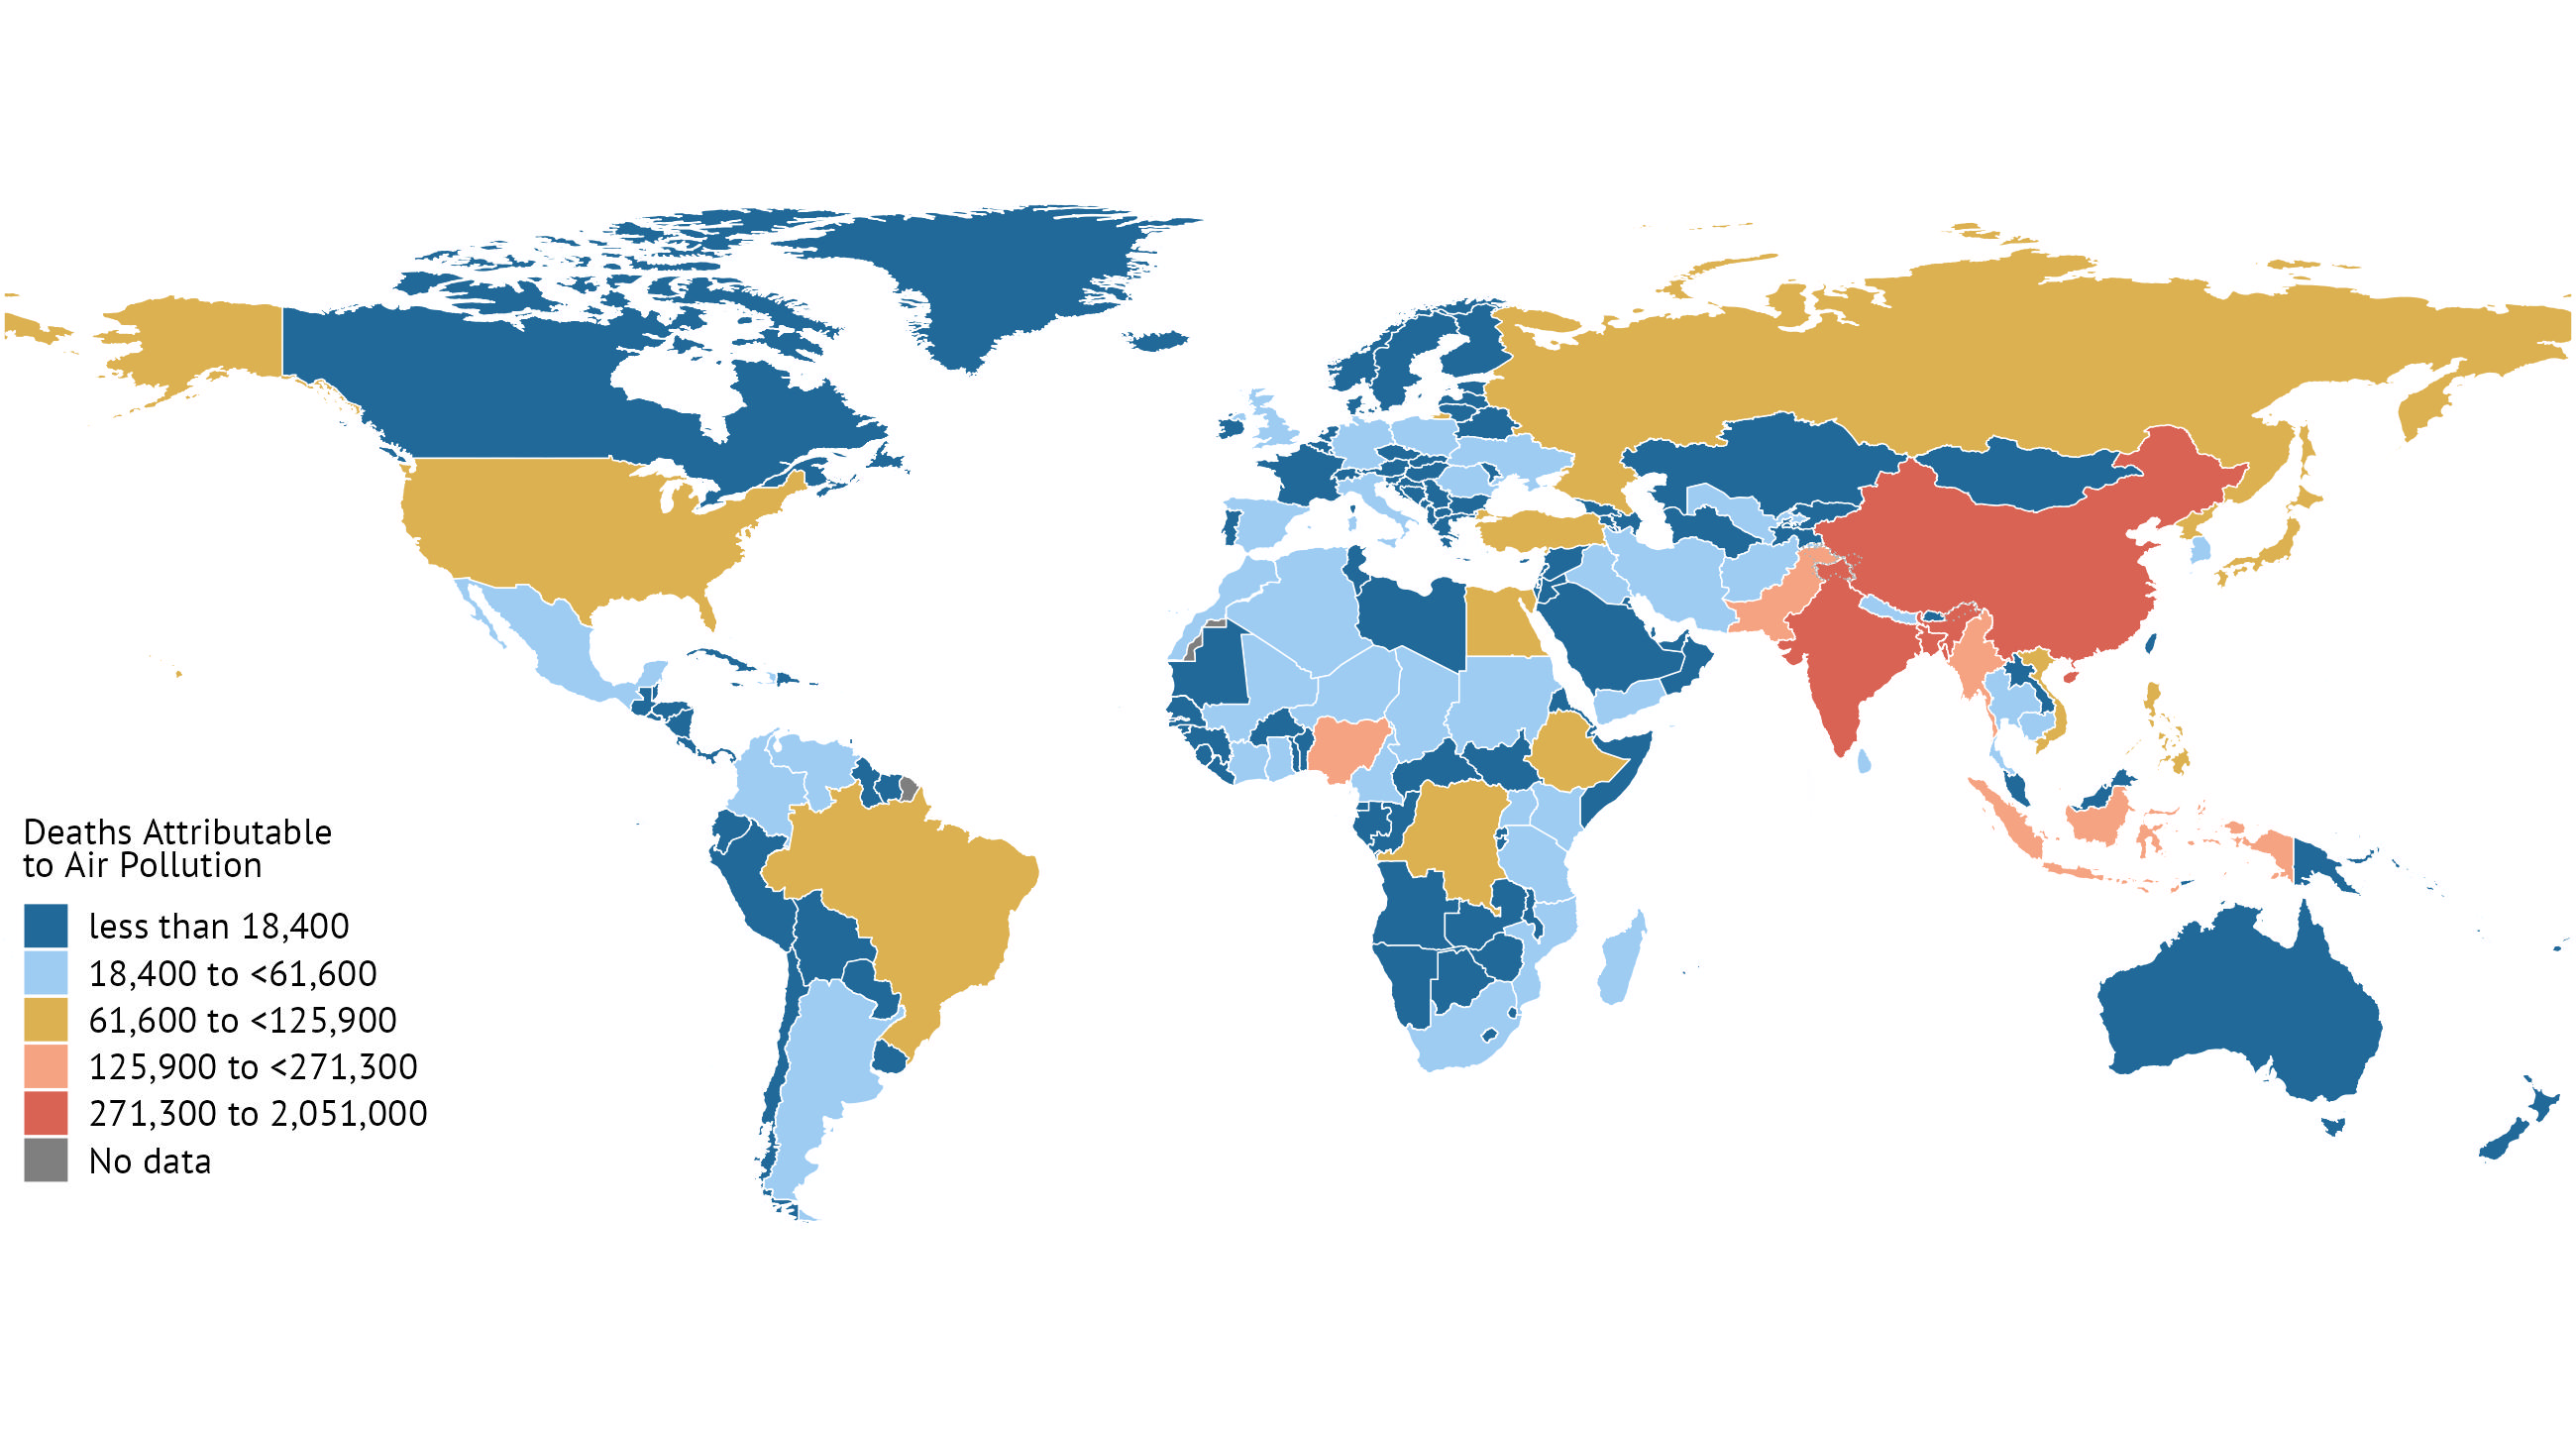 Deaths Attributable
to Air Pollution
less than 18,400
18,400 to <61,600
61,600 to <125,900
125,900 to <271,300
271,300 to 2,051,000
No data